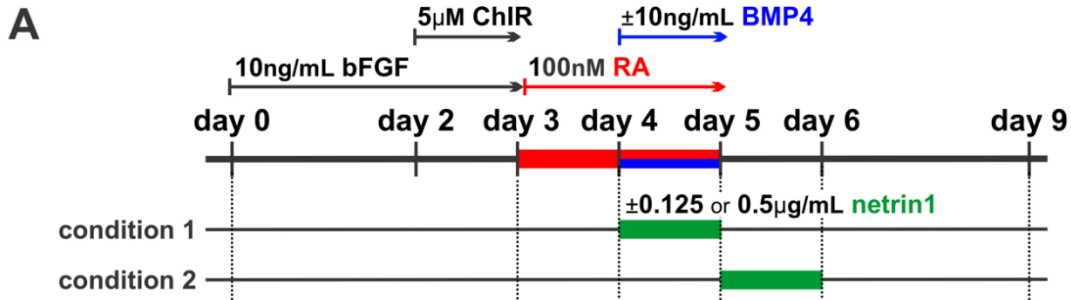 A
5µM ChIR
±10ng/mL BMP4
10ng/mL bFGF
100nM RA
day 0 day 2 day 3 day 4 day 5 day 6 day 9
±0.125 or 0.5µg/mL netrin1
condition 1
condition 2